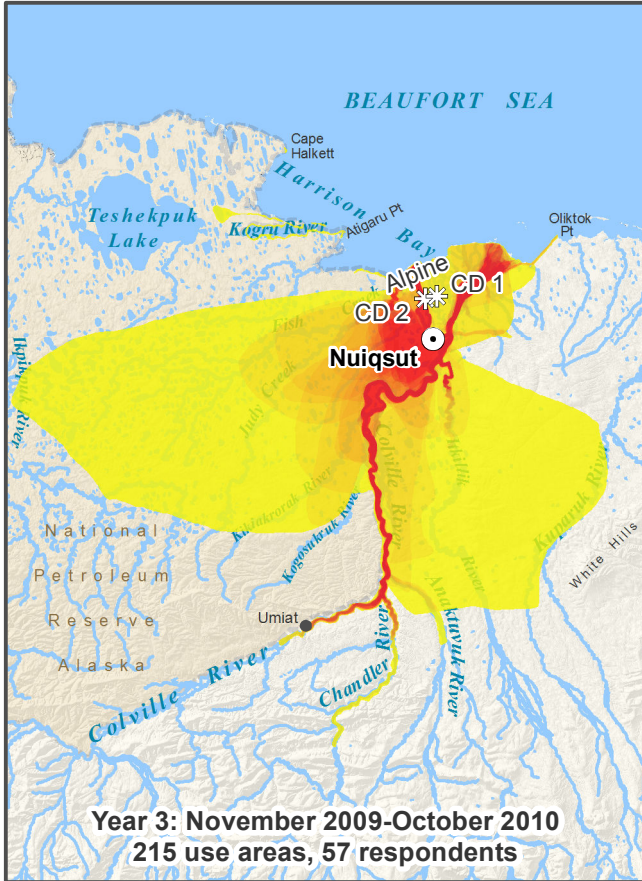 BEAUFORT SEA
Cape
Halkett
Harrison Bay
Teshekpuk
Lake
Kogru River
Atigaru Pt
Oliktok
Pt
Alpine
CD 1
CD 2
Fish Creek
Nuiqsut
Judy Creek
Ikpikpuk River
Colville River
Itkillik River
Kikiakrorak River
Kogosukruk River
Kuparuk River
White Hills
National
Petroleum
Reserve
Alaska
Umiat
Anaktuvuk River
Chandler River
Colville River
Year 3: November 2009-October 2010
215 use areas, 57 respondents